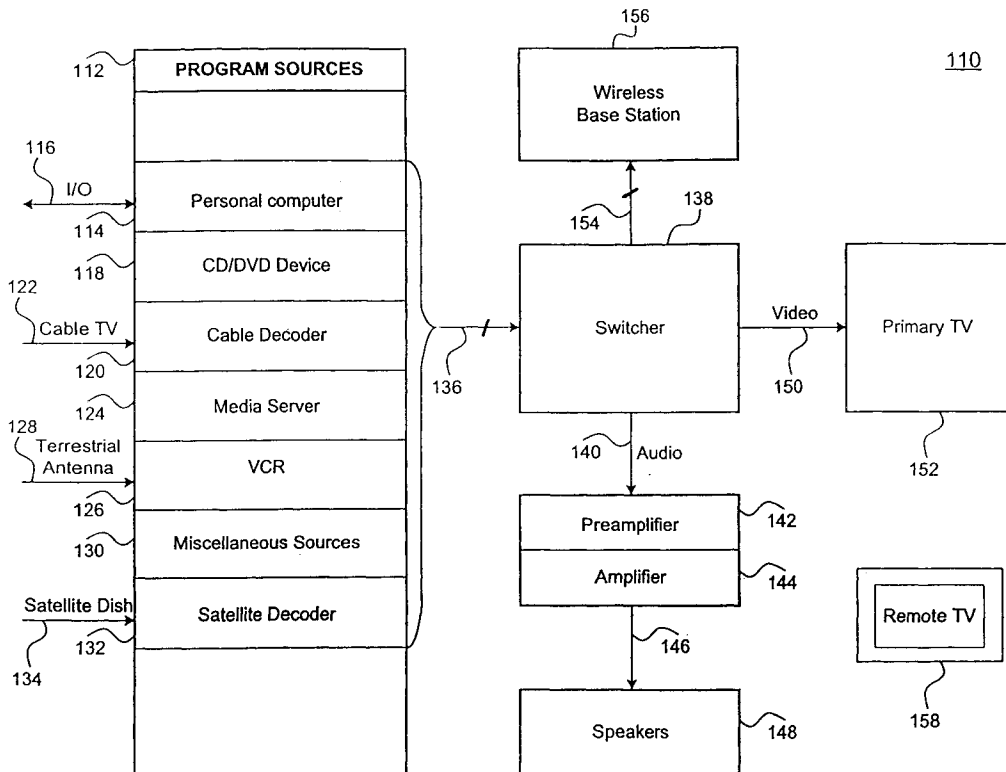 156
110
112
PROGRAM SOURCES
Wireless
Base Station
116
I/O
Personal computer
114
154
138
118
CD/DVD Device
122
Cable TV
Cable Decoder
136
Switcher
Video
150
Primary TV
120
124
Media Server
128
Terrestrial
Antenna
VCR
140
Audio
152
126
130
Miscellaneous Sources
Preamplifier
142
Amplifier
144
Satellite Dish
Satellite Decoder
132
134
146
Remote TV
158
Speakers
148